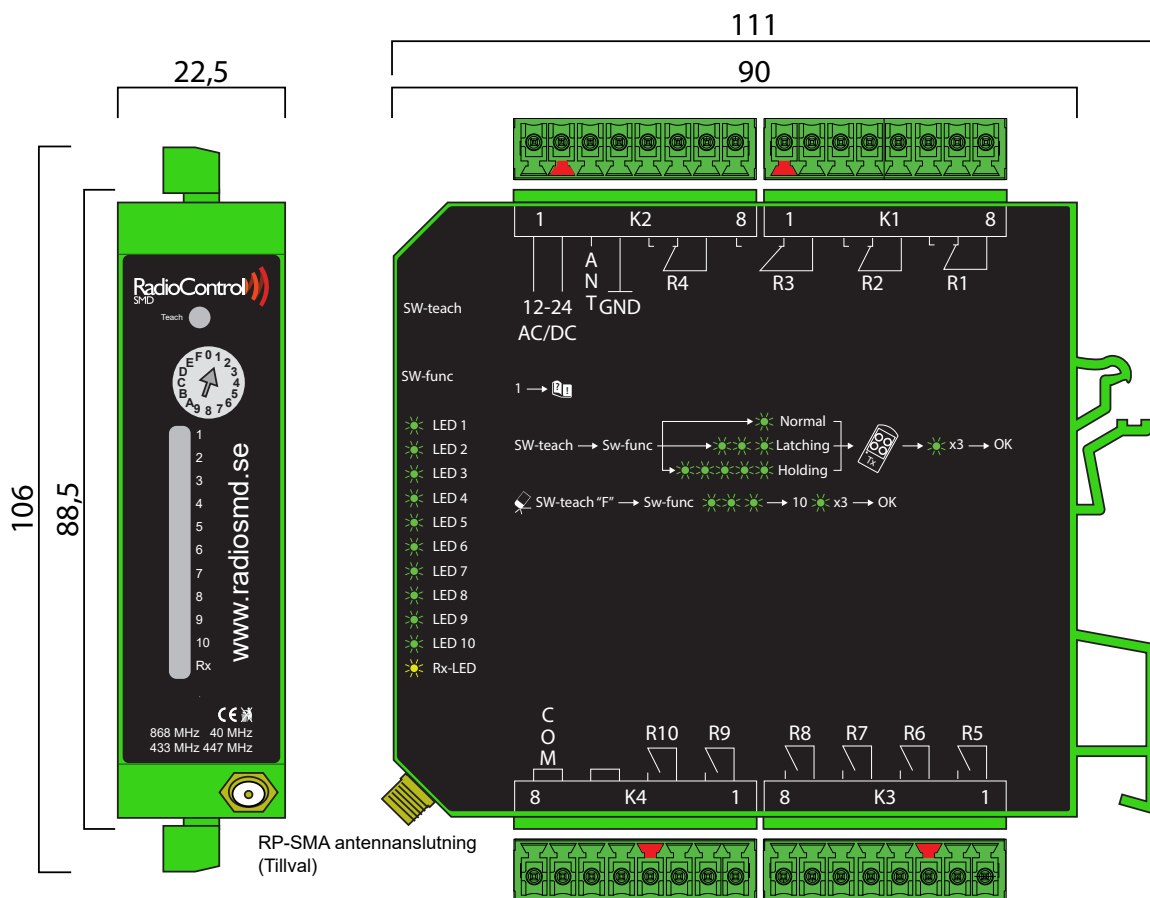 111
22,5
90
106
88,5
RadioControl
SMD
Teach
0 1 2 3 4 5 6 7 8 9 A B C D E F
1
2
3
4
5
6
7
8
9
10
Rx
www.radiosmd.se
CE
868 MHz 40 MHz
433 MHz 447 MHz
RP-SMA antennanslutning
(Tillval)
1 K2 8
1 K1 8
ANT
R4
R3
R2
R1
12-24
GND
AC/DC
SW-teach
SW-func
1 → ? !
LED 1
LED 2
LED 3
LED 4
LED 5
LED 6
LED 7
LED 8
LED 9
LED 10
Rx-LED
Normal
SW-teach → Sw-func Latching Tx → x3 → OK
Holding
SW-teach "F" → Sw-func → 10 x3 → OK
COM
R10
R9
R8
R7
R6
R5
8 K4 1
8 K3 1